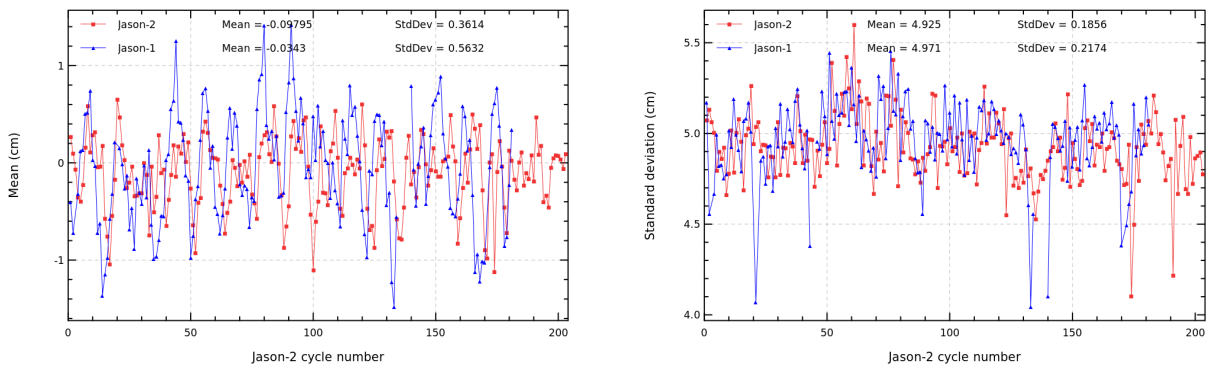 Jason-2 Mean = -0.09795 StdDev = 0.3614
Jason-1 Mean = -0.0343 StdDev = 0.5632
Mean (cm)
1
0
-1
0 50 100 150 200
Jason-2 cycle number
Jason-2 Mean = 4.925 StdDev = 0.1856
Jason-1 Mean = 4.971 StdDev = 0.2174
Standard deviation (cm)
5.5
5.0
4.5
4.0
0 50 100 150 200
Jason-2 cycle number